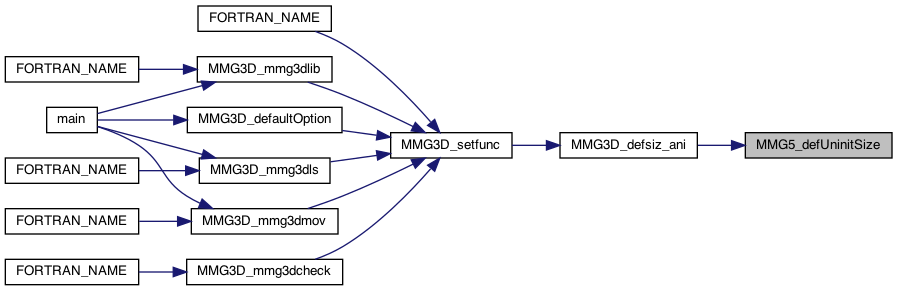 FORTRAN_NAME
FORTRAN_NAME
MMG3D_mmg3dlib
main
MMG3D_defaultOption
MMG3D_setfunc
MMG3D_defsiz_ani
MMG5_defUninitSize
FORTRAN_NAME
MMG3D_mmg3dls
FORTRAN_NAME
MMG3D_mmg3dmov
FORTRAN_NAME
MMG3D_mmg3dcheck